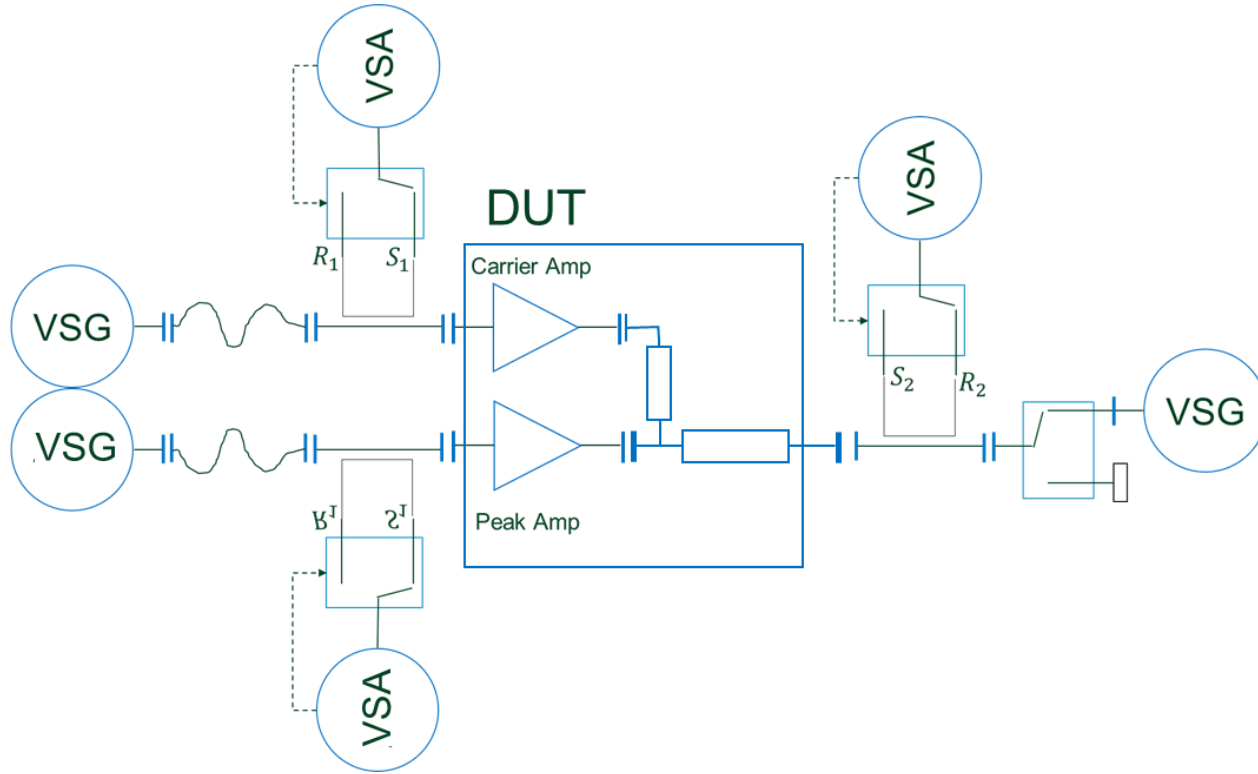 VSA
DUT
VSA
R₁ S₁
Carrier Amp
VSG
S₂ R₂
VSG
VSG
R₁ S₁
Peak Amp
VSA